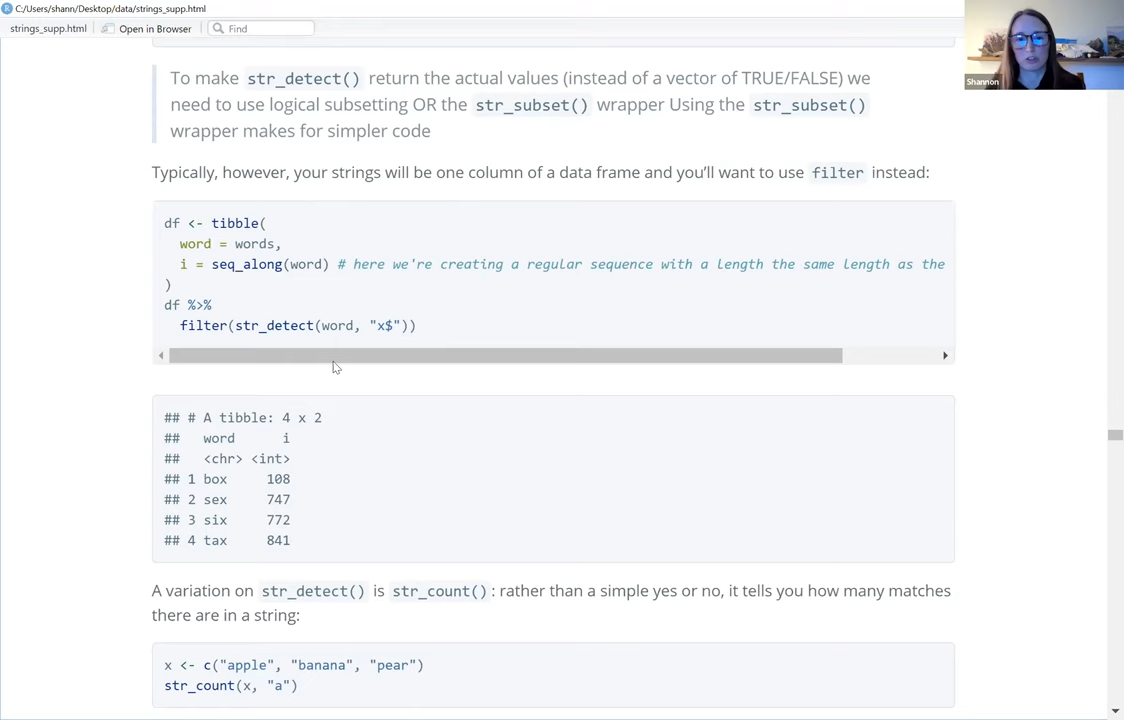 C:/Users/shann/Desktop/data/strings_supp.html
strings_supp.html
Open in Browser
Find
Shannon
To make str_detect() return the actual values (instead of a vector of TRUE/FALSE) we
need to use logical subsetting OR the str_subset() wrapper Using the str_subset()
wrapper makes for simpler code
Typically, however, your strings will be one column of a data frame and you’ll want to use filter instead:
df <- tibble(
word = words,
i = seq_along(word) # here we're creating a regular sequence with a length the same length as the
)
df %>%
filter(str_detect(word, "x$"))
## # A tibble: 4 x 2
##   word      i
##   <chr> <int>
## 1 box     108
## 2 sex     747
## 3 six     772
## 4 tax     841
A variation on str_detect() is str_count(): rather than a simple yes or no, it tells you how many matches
there are in a string:
x <- c("apple", "banana", "pear")
str_count(x, "a")